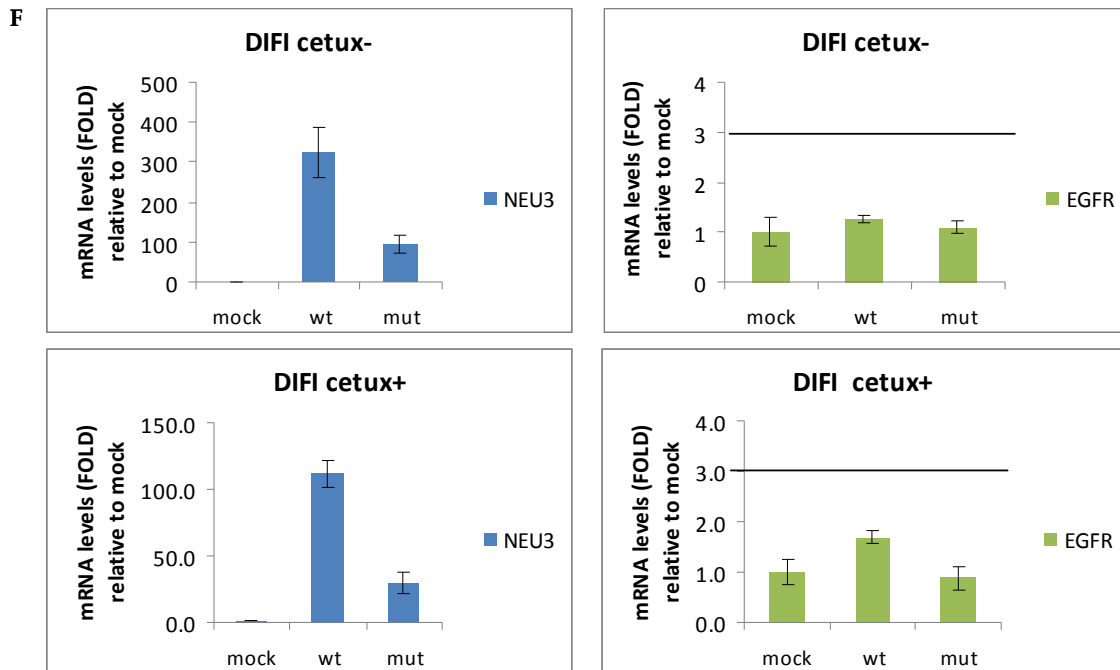 F
DIFI cetux-
mRNA levels (FOLD)
relative to mock
500
400
300
200
100
0
mock wt mut
NEU3
DIFI cetux-
mRNA levels (FOLD)
relative to mock
4
3
2
1
0
mock wt mut
EGFR
DIFI cetux+
mRNA levels (FOLD)
relative to mock
150.0
100.0
50.0
0.0
mock wt mut
NEU3
DIFI cetux+
mRNA levels (FOLD)
relative to mock
4.0
3.0
2.0
1.0
0.0
mock wt mut
EGFR